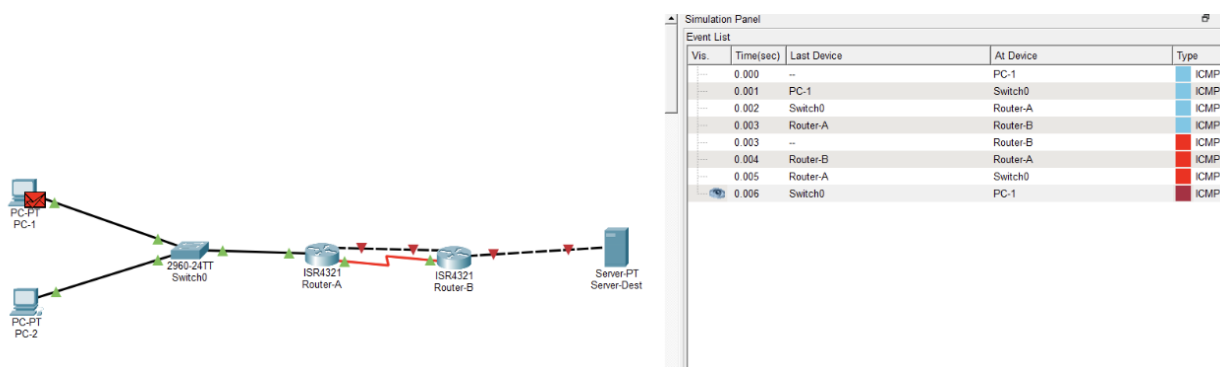 PC-PT
PC-1
PC-PT
PC-2
2960-24TT
Switch0
ISR4321
Router-A
ISR4321
Router-B
Server-PT
Server-Dest
Simulation Panel
Event List
Vis. Time(sec) Last Device At Device Type
0.000 -- PC-1 ICMP
0.001 PC-1 Switch0 ICMP
0.002 Switch0 Router-A ICMP
0.003 Router-A Router-B ICMP
0.003 -- Router-B ICMP
0.004 Router-B Router-A ICMP
0.005 Router-A Switch0 ICMP
0.006 Switch0 PC-1 ICMP